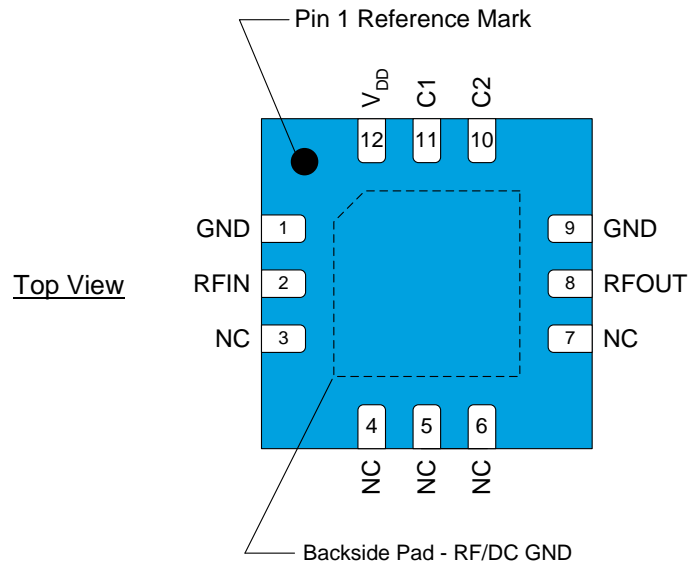 Pin 1 Reference Mark
VDD C1 C2
12 11 10
GND 1 9 GND
Top View RFIN 2 8 RFOUT
NC 3 7 NC
4 5 6
NC NC NC
Backside Pad - RF/DC GND